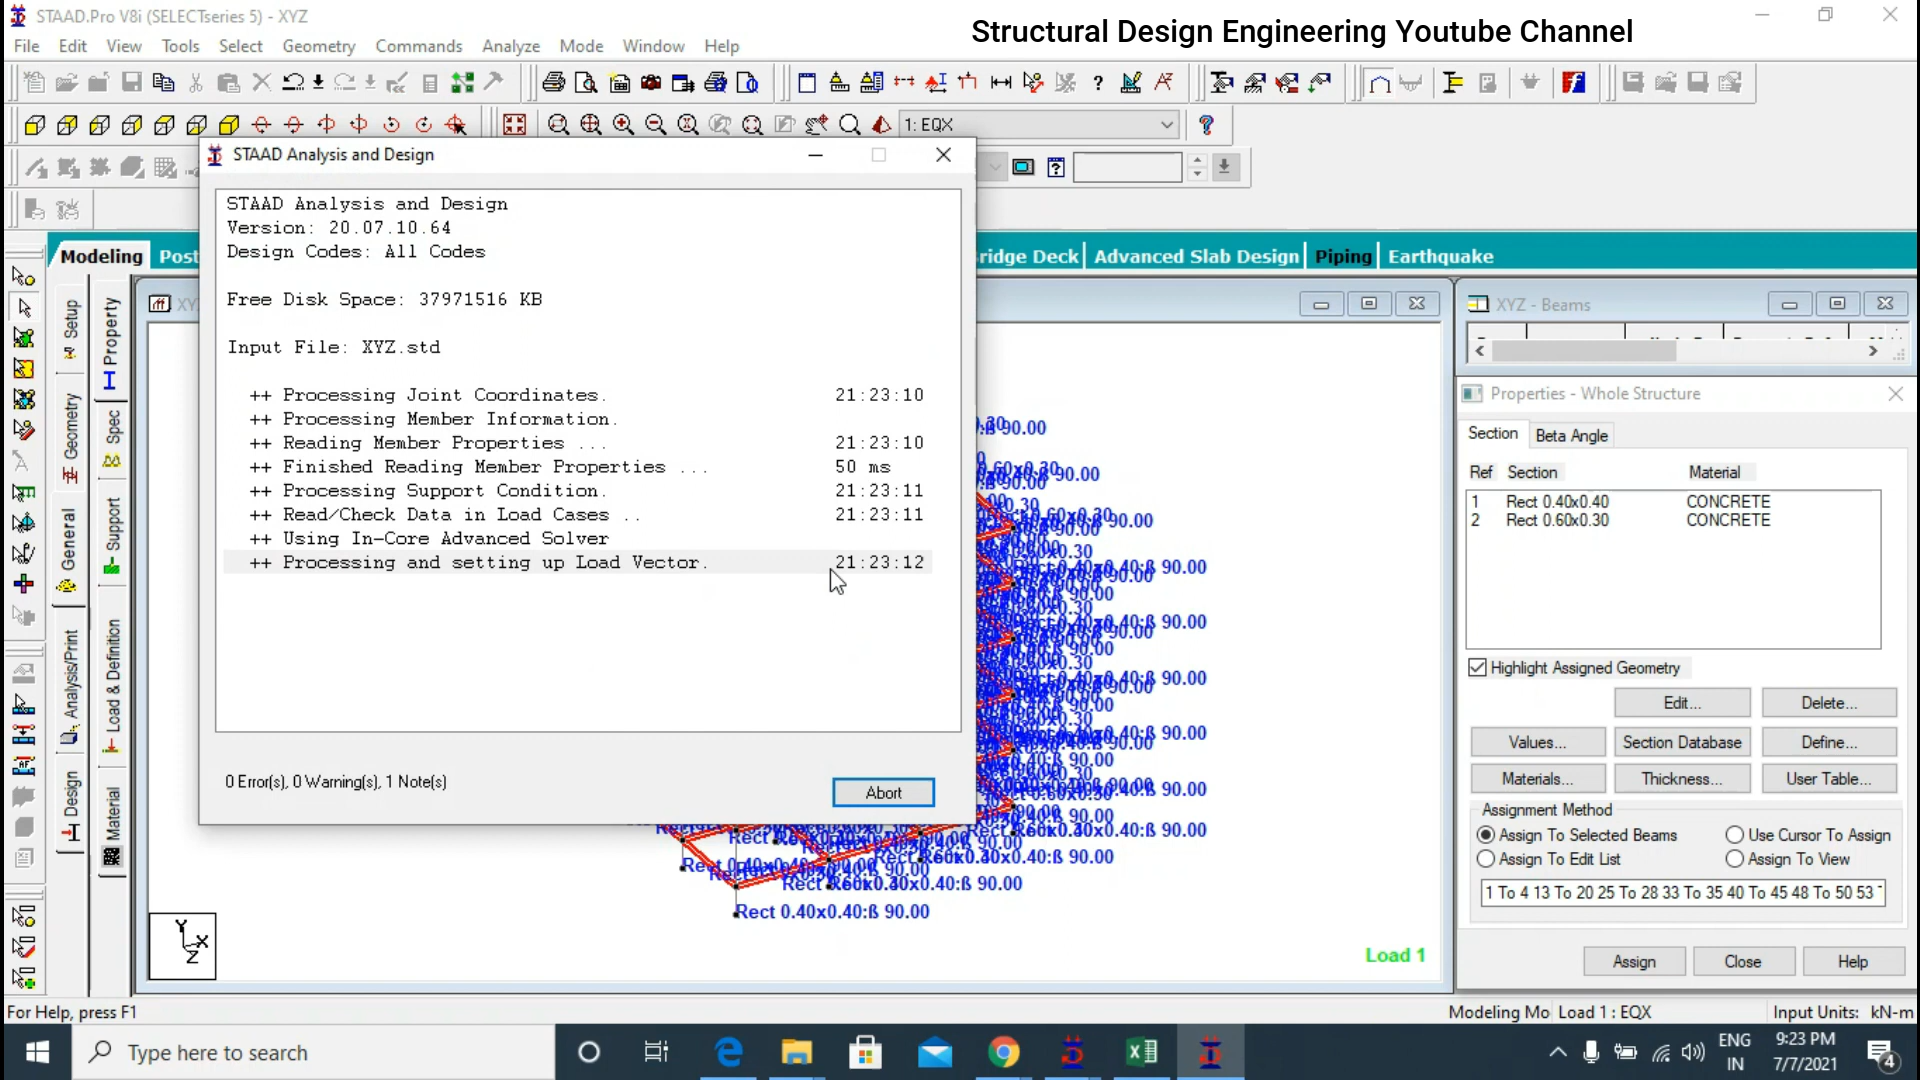 STAAD.Pro V8i (SELECTseries 5) - XYZ
Structural Design Engineering Youtube Channel
File Edit View Tools Select Geometry Commands Analyze Mode Window Help
1: EQX
STAAD Analysis and Design
STAAD Analysis and Design
Version: 20.07.10.64
Design Codes: All Codes
Free Disk Space: 37971516 KB
Input File: XYZ.std
++ Processing Joint Coordinates. 21:23:10
++ Processing Member Information.
++ Reading Member Properties ... 21:23:10
++ Finished Reading Member Properties ... 50 ms
++ Processing Support Condition. 21:23:11
++ Read/Check Data in Load Cases .. 21:23:11
++ Using In-Core Advanced Solver
++ Processing and setting up Load Vector. 21:23:12
0 Error(s), 0 Warning(s), 1 Note(s)
Abort
Modeling Post
Bridge Deck Advanced Slab Design Piping Earthquake
Setup
Geometry
General
Analysis/Print
Design
Property
Spec
Support
Load & Definition
Material
XYZ - Beams
Properties - Whole Structure
Section Beta Angle
Ref Section Material
1 Rect 0.40x0.40 CONCRETE
2 Rect 0.60x0.30 CONCRETE
Highlight Assigned Geometry
Edit... Delete...
Values... Section Database Define...
Materials... Thickness... User Table...
Assignment Method
Assign To Selected Beams Use Cursor To Assign
Assign To Edit List Assign To View
1 To 4 13 To 20 25 To 28 33 To 35 40 To 45 48 To 50 53
Assign Close Help
Rect 0.40x0.40:ß 90.00
Load 1
Y
X
Z
For Help, press F1
Modeling Mo Load 1 : EQX Input Units: kN-m
Type here to search
ENG
IN
9:23 PM
7/7/2021
4